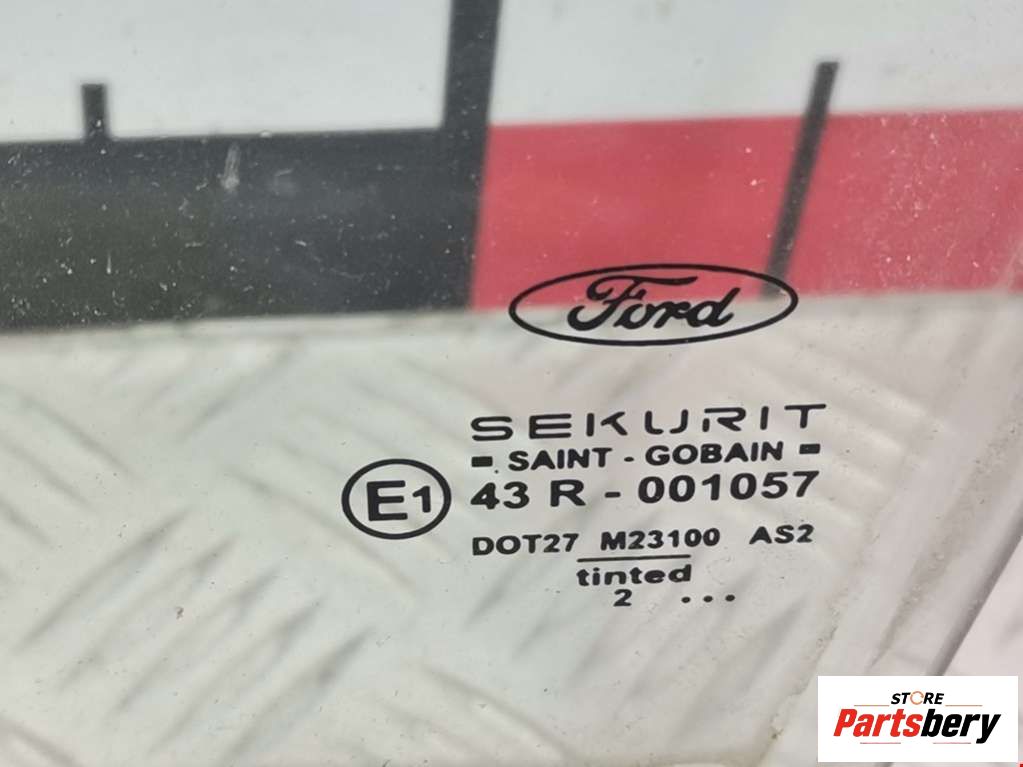 Ford
SEKURIT
SAINT - GOBAIN
E1
43 R - 001057
DOT27 M23100 AS2
tinted
2 ...
STORE
Partsbery